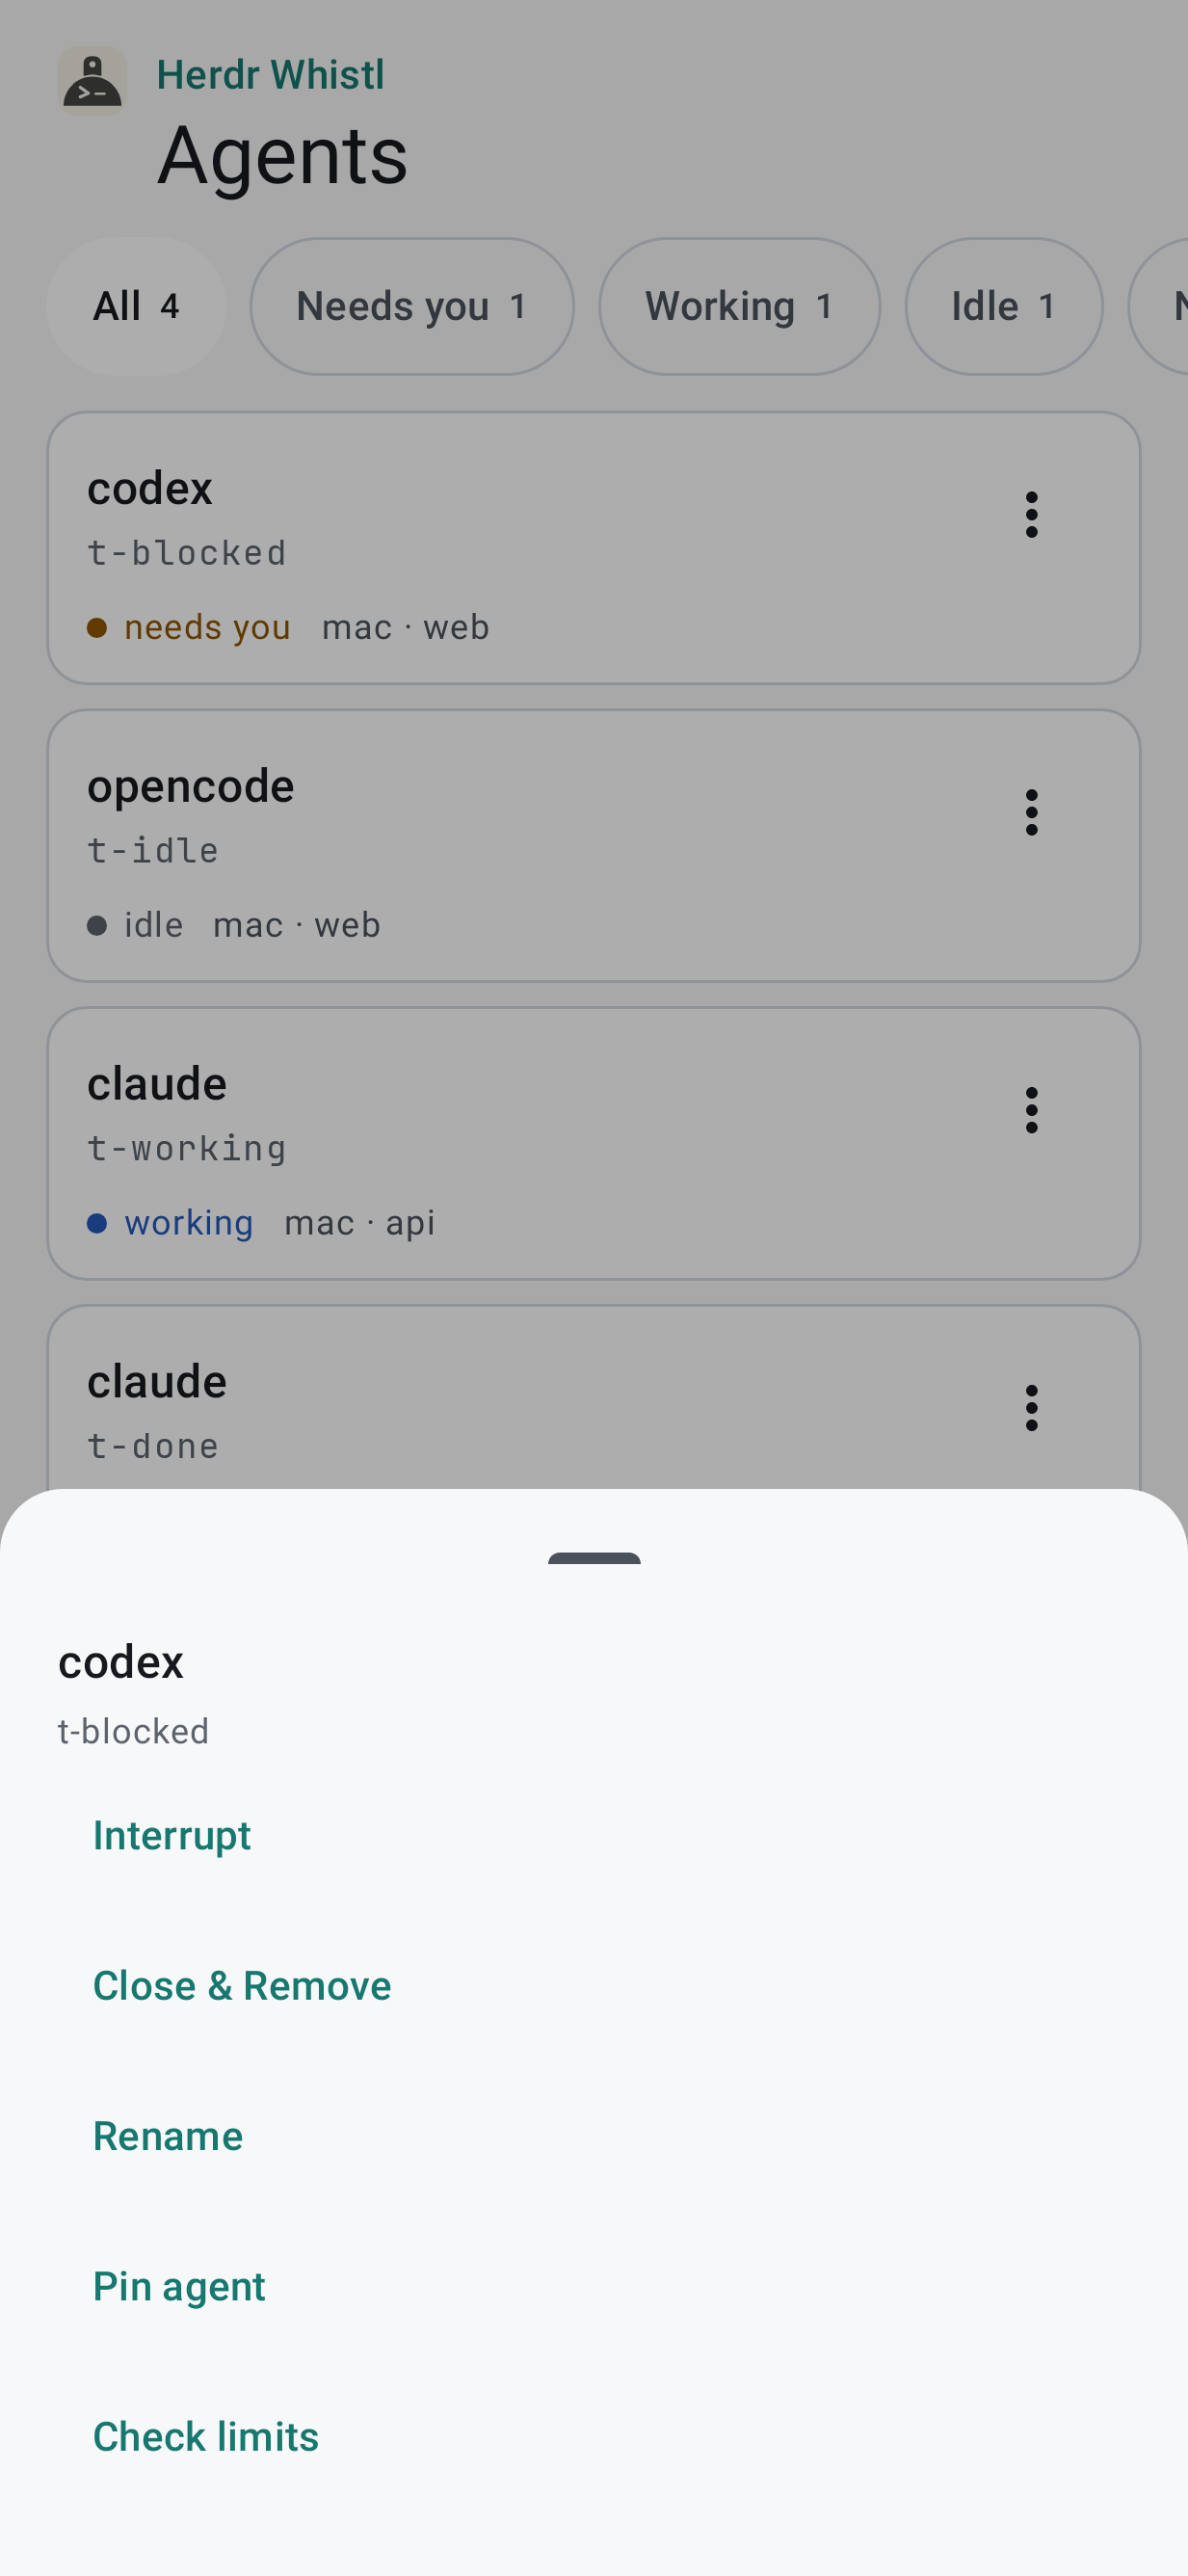 Herdr Whistl
Agents
All 4 Needs you 1 Working 1 Idle 1
codex
t-blocked
needs you mac · web
opencode
t-idle
idle mac · web
claude
t-working
working mac · api
claude
t-done
codex
t-blocked
Interrupt
Close & Remove
Rename
Pin agent
Check limits